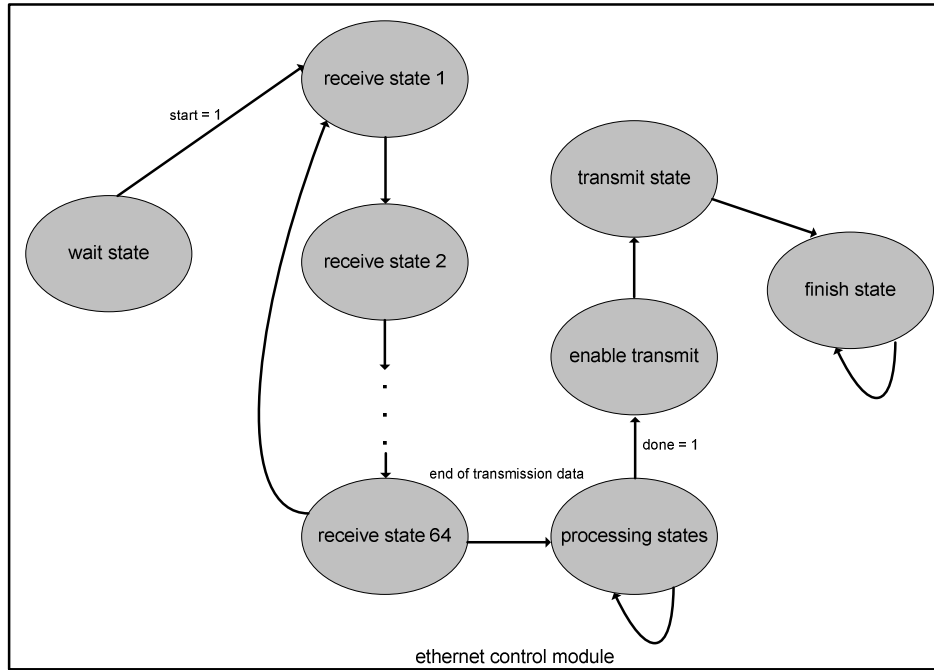 receive state 1
start = 1
transmit state
wait state
receive state 2
finish state
enable transmit
done = 1
end of transmission data
receive state 64
processing states
ethernet control module